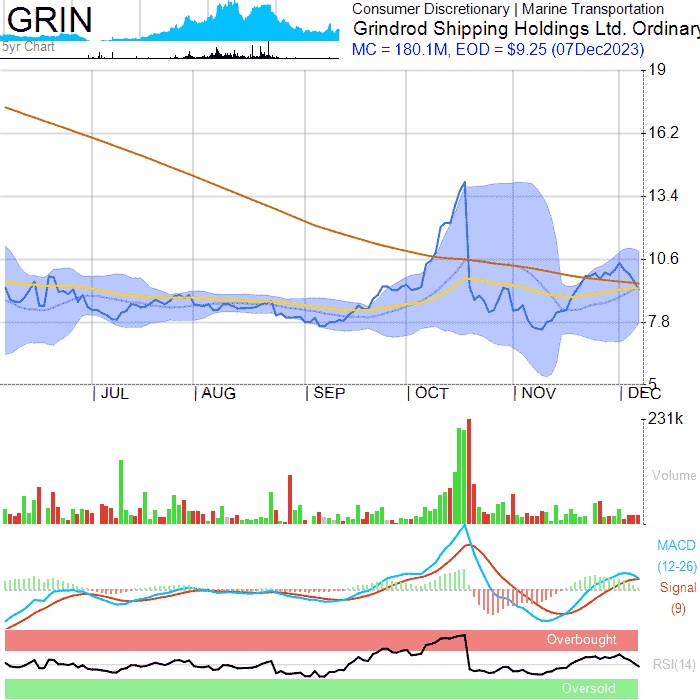 GRIN
5yr Chart
Consumer Discretionary | Marine Transportation
Grindrod Shipping Holdings Ltd. Ordinary
MC = 180.1M, EOD = $9.25 (07Dec2023)
19
16.2
13.4
10.6
7.8
5
JUL
AUG
SEP
OCT
NOV
DEC
231k
Volume
MACD
(12-26)
Signal
(9)
Overbought
RSI(14)
Oversold